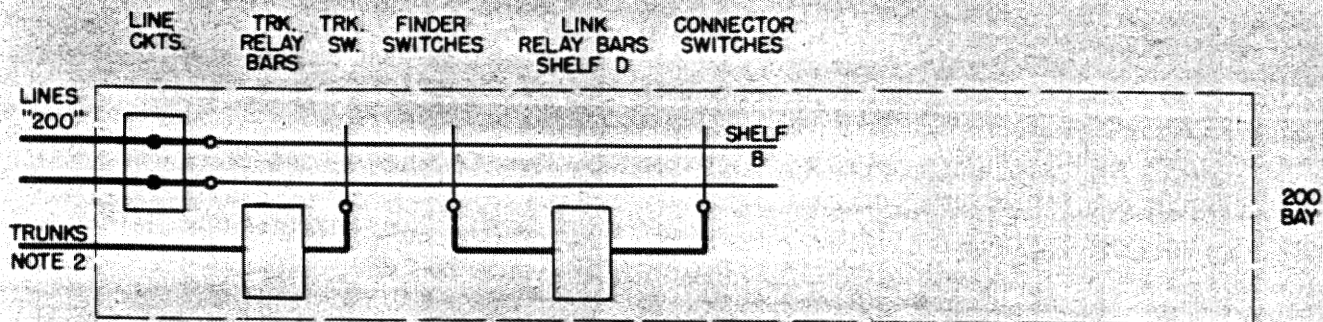 LINE
CKTS.
TRK.
RELAY
BARS
TRK.
SW.
FINDER
SWITCHES
LINK
RELAY BARS
SHELF D
CONNECTOR
SWITCHES
LINES
"200"
SHELF
B
TRUNKS
NOTE 2
200
BAY